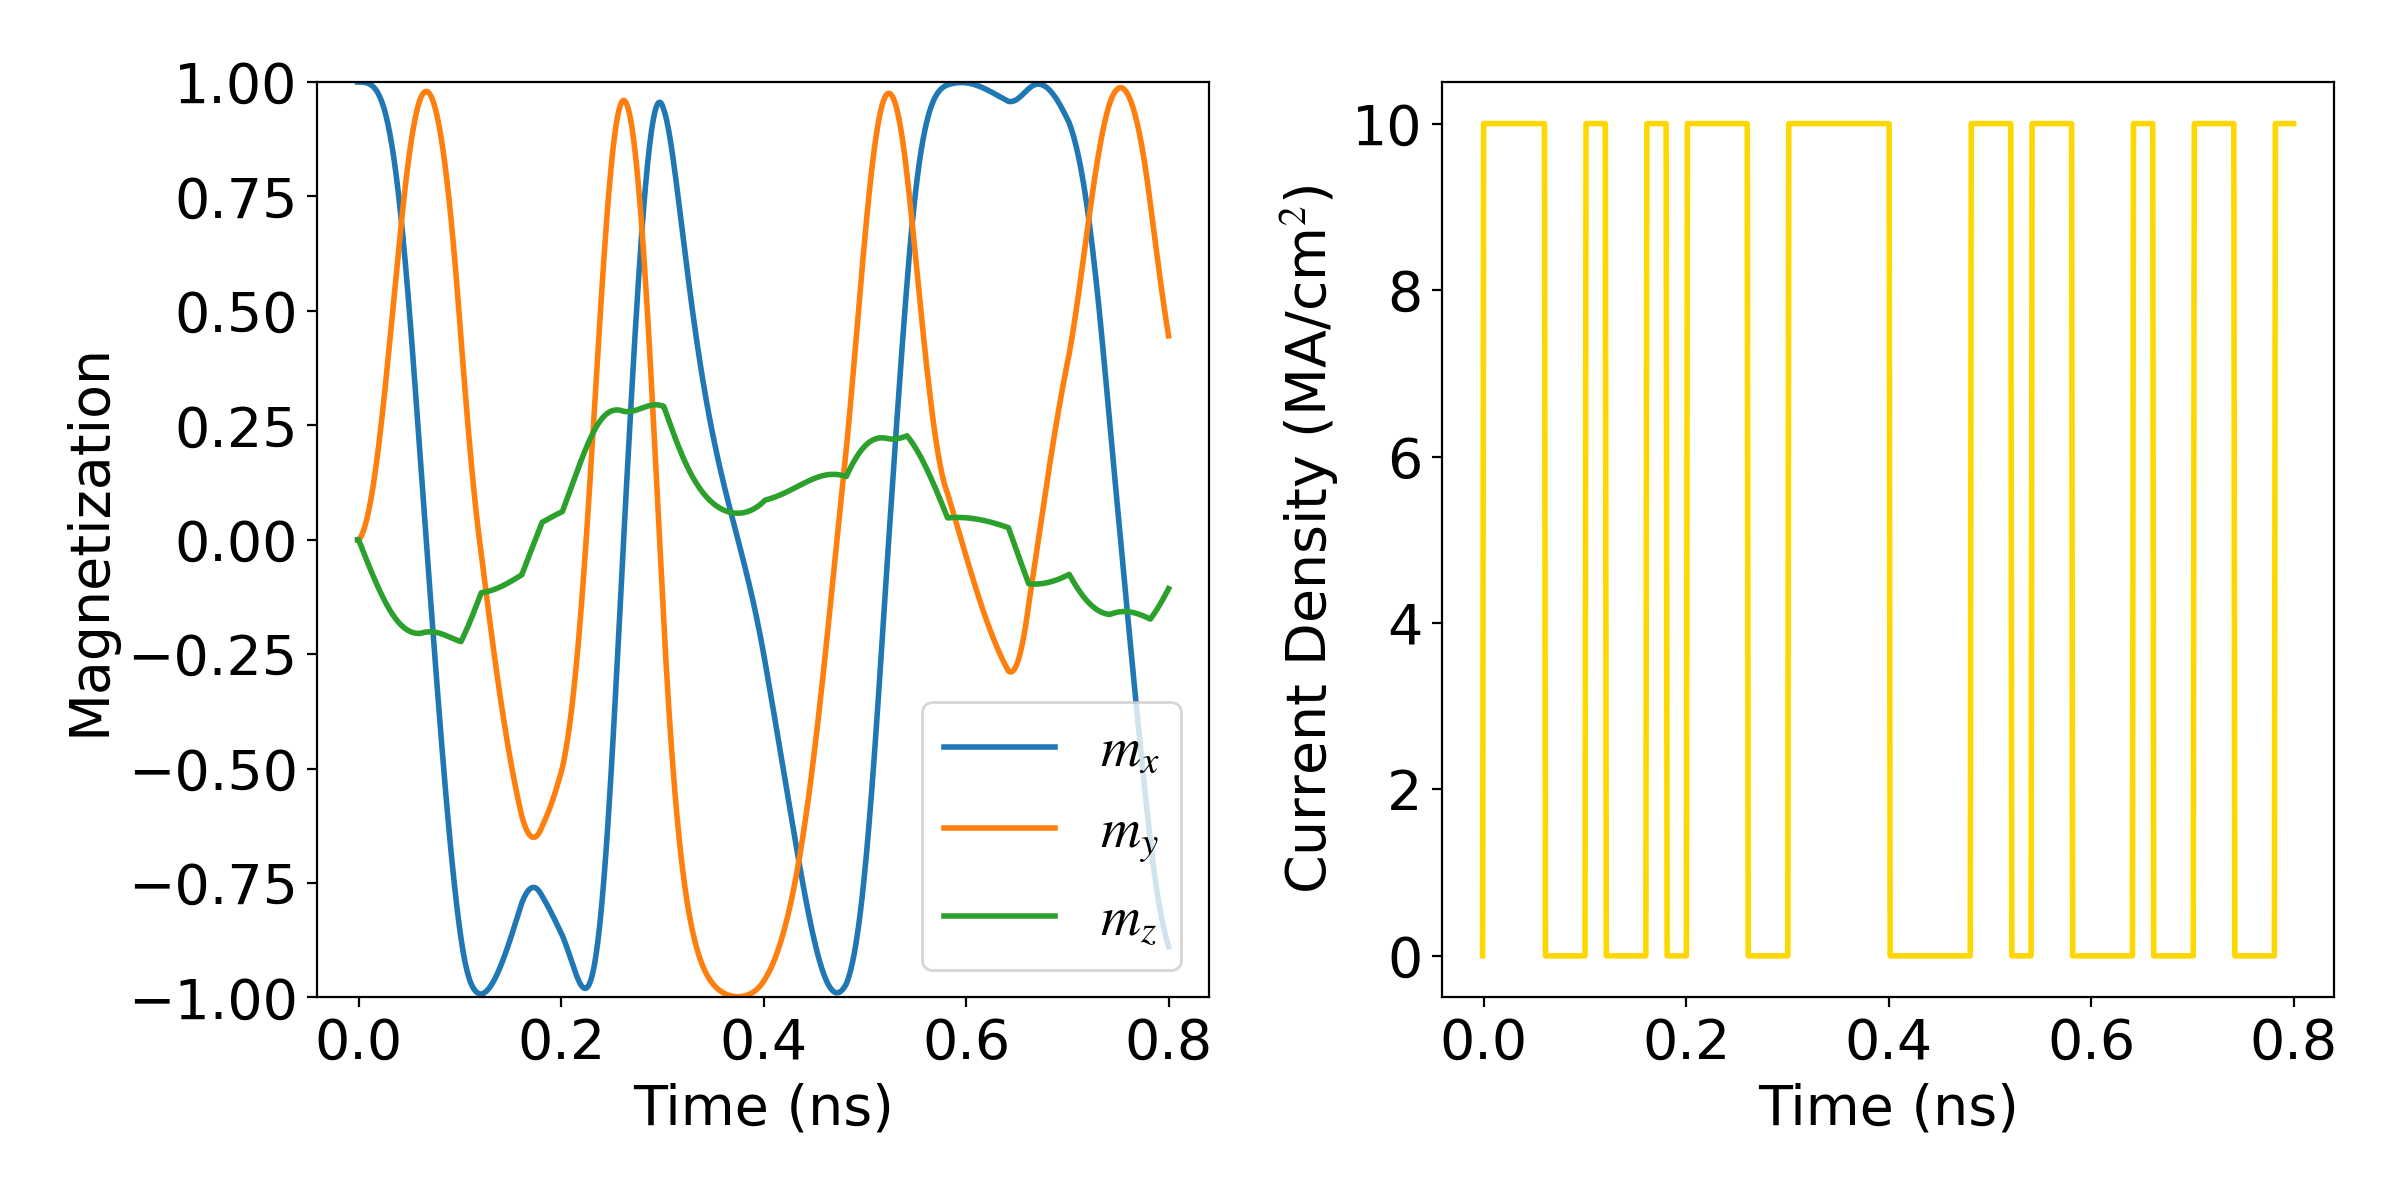 1.00
0.75
0.50
0.25
0.00
−0.25
−0.50
−0.75
−1.00
Magnetization
0.0 0.2 0.4 0.6 0.8
Time (ns)
m_x
m_y
m_z
10
8
6
4
2
0
Current Density (MA/cm²)
0.0 0.2 0.4 0.6 0.8
Time (ns)